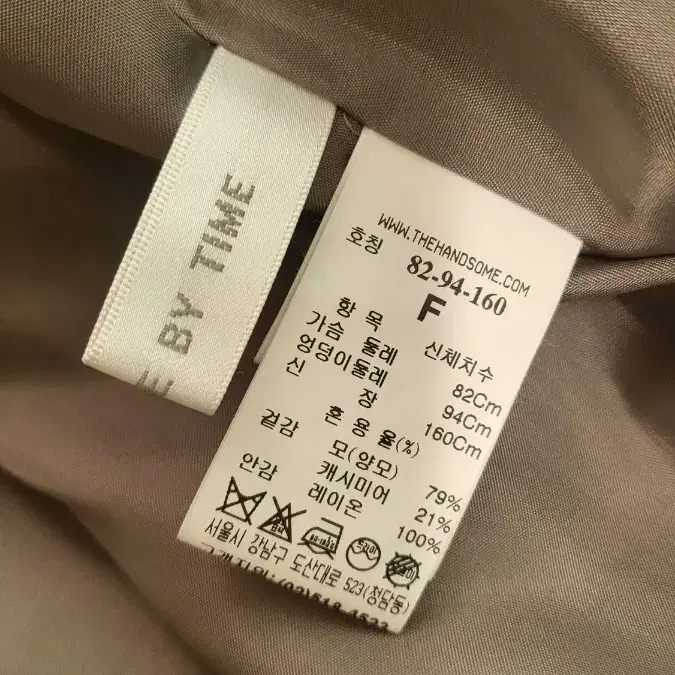 E BY TIME
WWW.THEHANDSOME.COM
호칭 82-94-160
F
항 목 신체치수
가슴 둘레 82Cm
엉덩이둘레 94Cm
신 장 160Cm
혼 용 율(%)
겉감 모(양모) 79%
캐시미어 21%
안감 레이온 100%
서울시 강남구 도산대로 523(청담동)